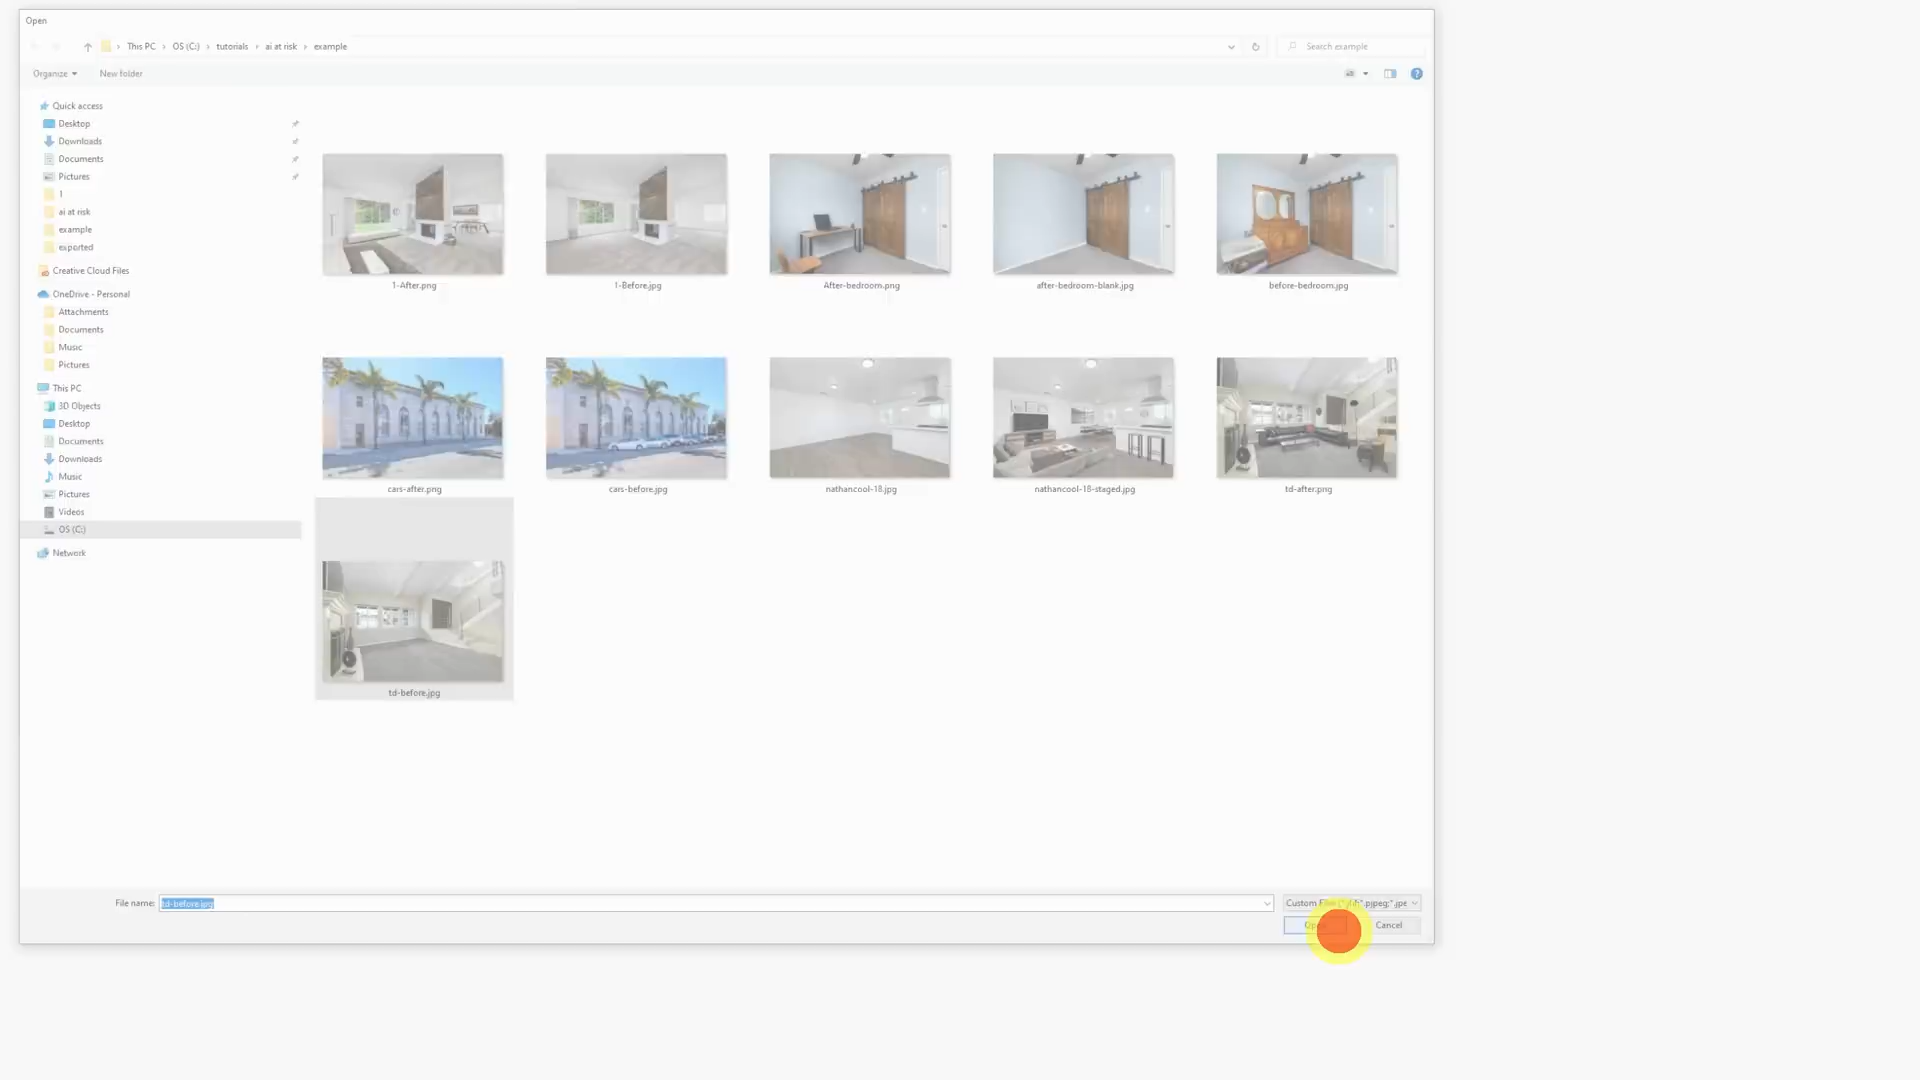 Open
This PC
OS (C:)
tutorials
ai at risk
example
Search example
Organize
New folder
Quick access
Desktop
Downloads
Documents
Pictures
1
ai at risk
example
exported
Creative Cloud Files
OneDrive - Personal
Attachments
Documents
Music
Pictures
This PC
3D Objects
Desktop
Documents
Downloads
Music
Pictures
Videos
OS (C:)
Network
1-After.png
1-Before.jpg
After-bedroom.png
after-bedroom-blank.jpg
before-bedroom.jpg
cars-after.png
cars-before.jpg
nathancool-18.jpg
nathancool-18-staged.jpg
td-after.png
td-before.jpg
File name:
td-before.jpg
Custom
*.pjpeg;*.jpe
Cancel